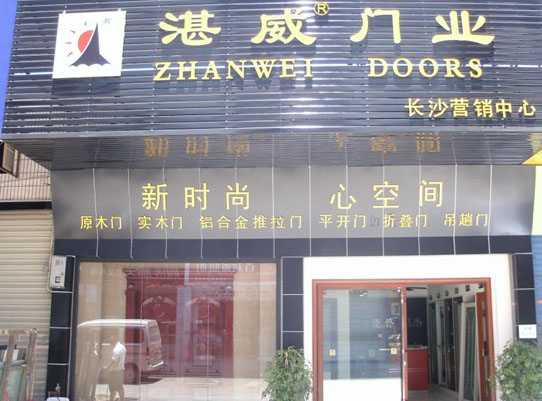 湛威®门业
ZHANWEI DOORS
长沙营销中心
新时尚 心空间
原木门 实木门 铝合金推拉门 平开门 折叠门 吊趟门